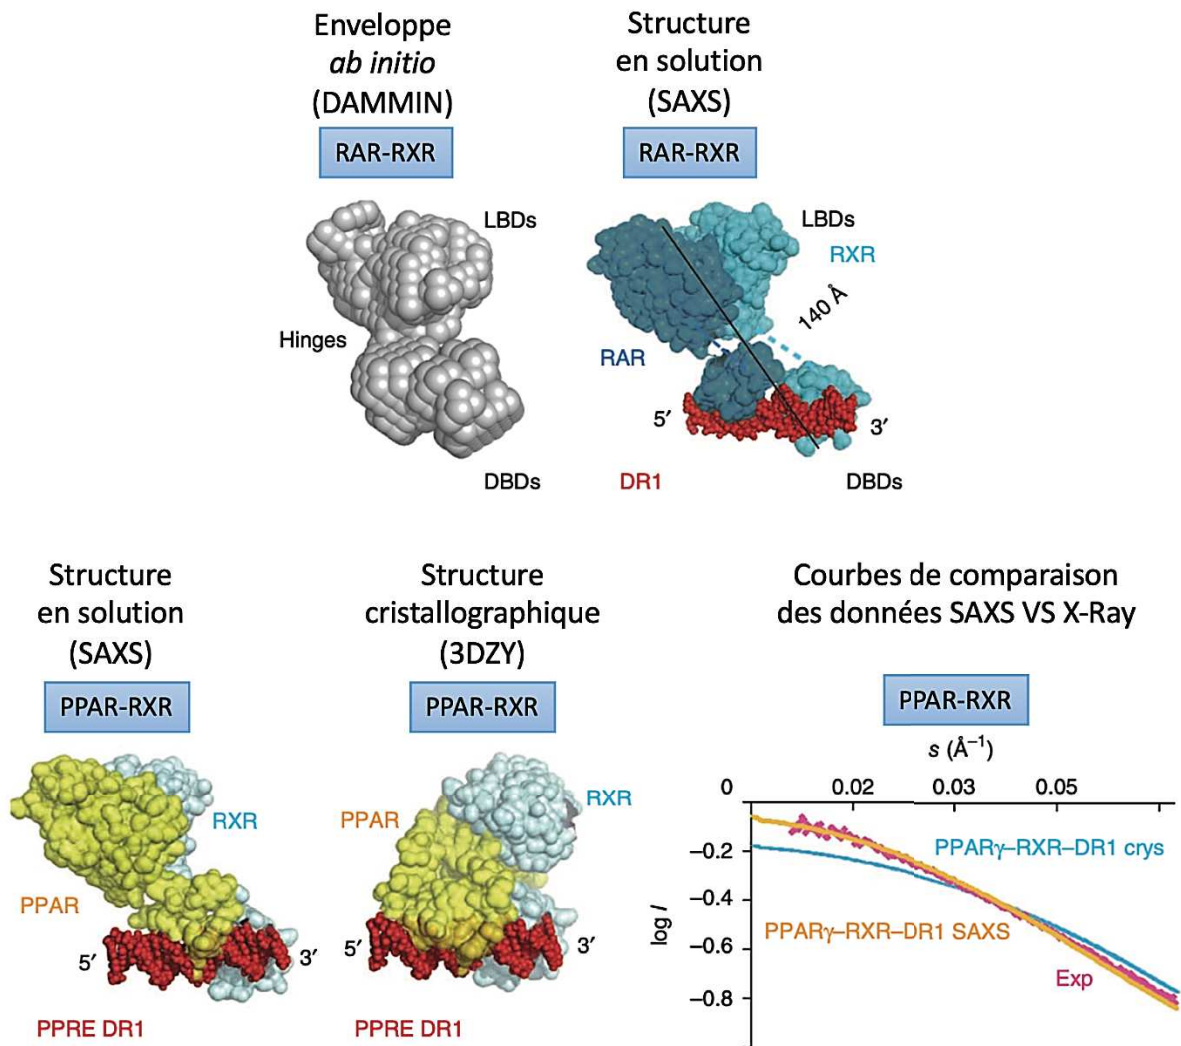 Enveloppe
ab initio
(DAMMIN)
RAR-RXR
LBDs
Hinges
DBDs
Structure
en solution
(SAXS)
RAR-RXR
LBDs
RXR
140 Å
RAR
5′
3′
DR1
DBDs
Structure
en solution
(SAXS)
PPAR-RXR
RXR
PPAR
5′
3′
PPRE DR1
Structure
cristallographique
(3DZY)
PPAR-RXR
RXR
PPAR
5′
3′
PPRE DR1
Courbes de comparaison
des données SAXS VS X-Ray
PPAR-RXR
s (Å⁻¹)
0 0.02 0.03 0.05
PPARγ–RXR–DR1 crys
−0.2
−0.4
log I
PPARγ–RXR–DR1 SAXS
−0.6
Exp
−0.8